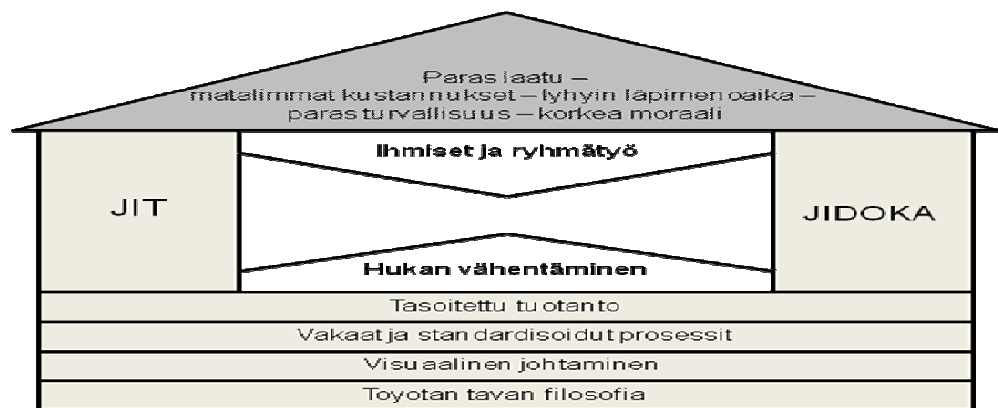 Paras laatu –
matalimmat kustannukset – lyhyin läpimenoaika –
paras turvallisuus – korkea moraali
Ihmiset ja ryhmätyö
JIT
JIDOKA
Hukan vähentäminen
Tasoitettu tuotanto
Vakaat ja standardisoidut prosessit
Visuaalinen johtaminen
Toyotan tavan filosofia